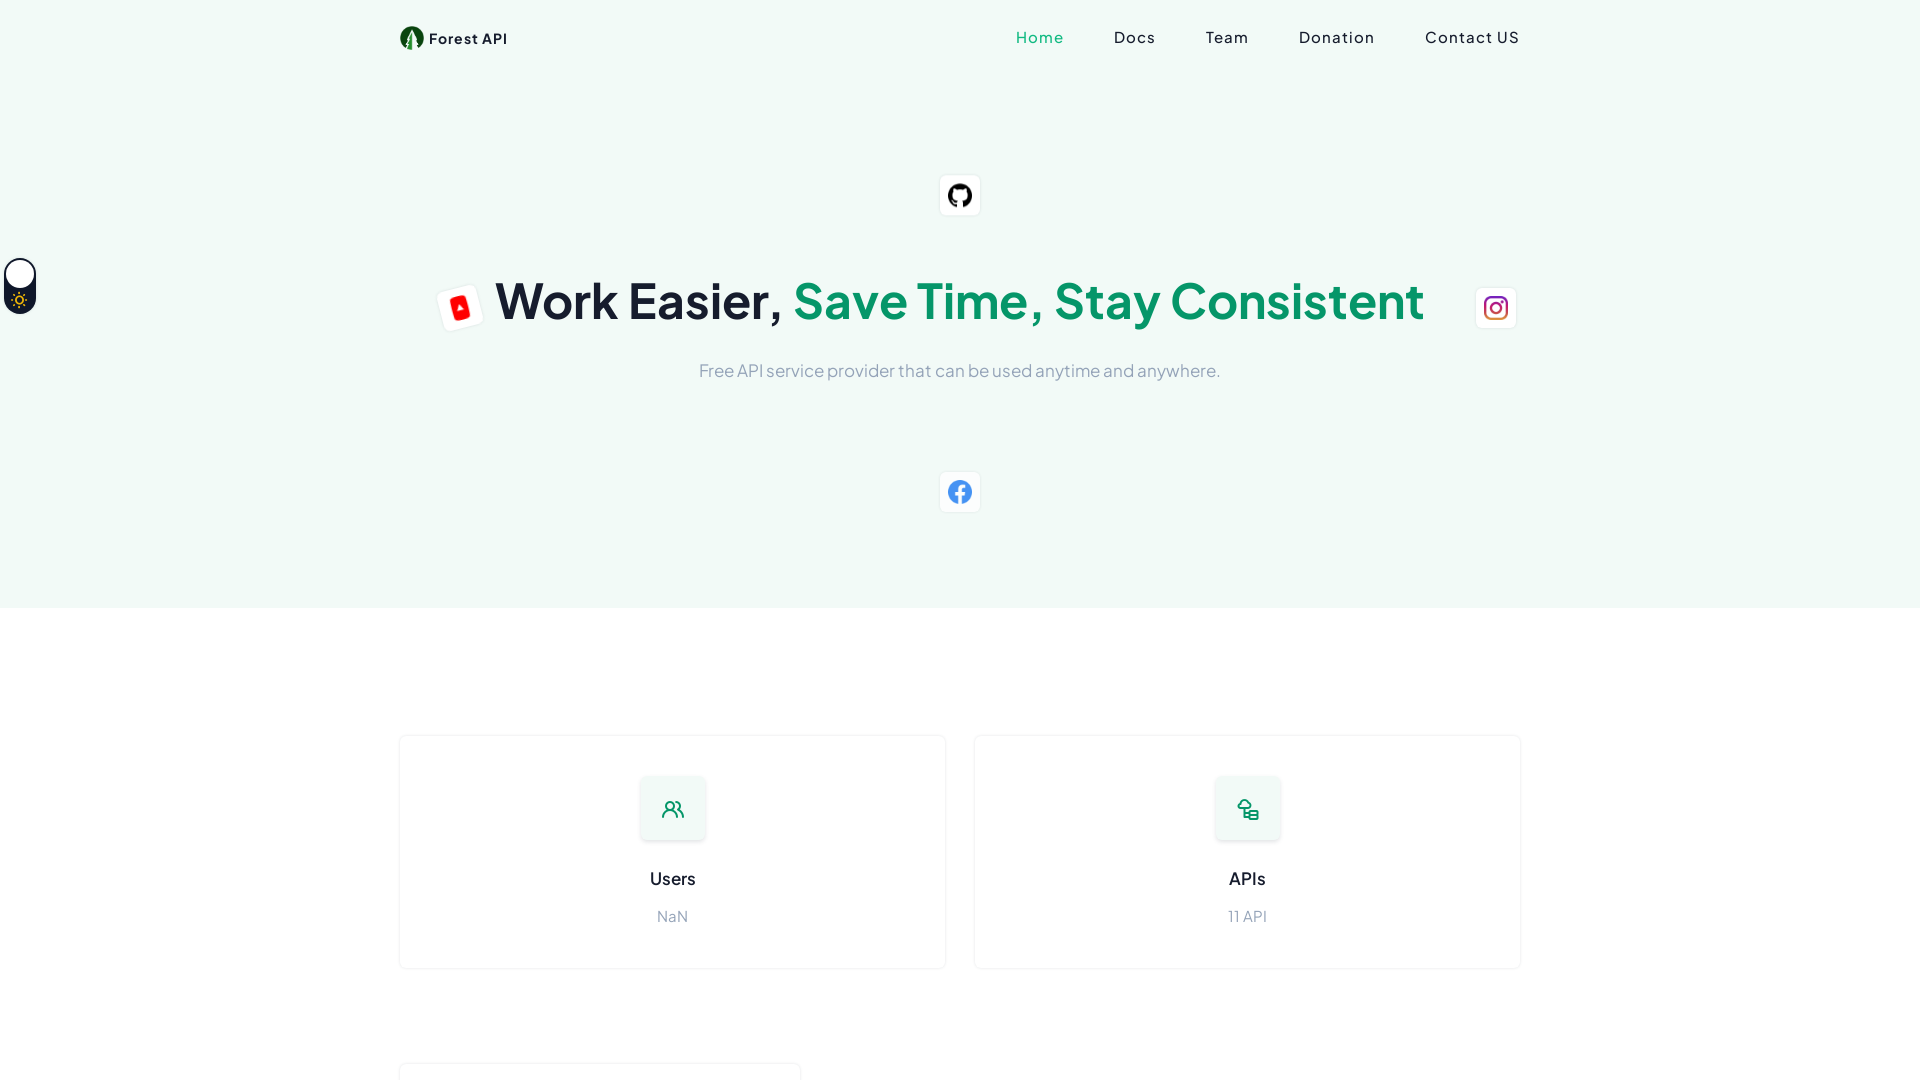 Forest API
Home
Docs
Team
Donation
Contact US
Work Easier, Save Time, Stay Consistent
Free API service provider that can be used anytime and anywhere.
Users
NaN
APIs
11 API